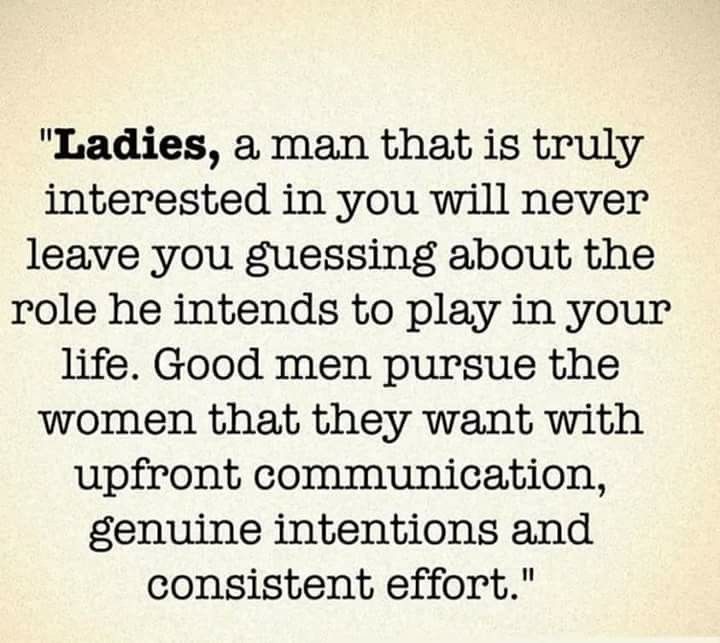 "Ladies, a man that is truly
interested in you will never
leave you guessing about the
role he intends to play in your
life. Good men pursue the
women that they want with
upfront communication,
genuine intentions and
consistent effort."